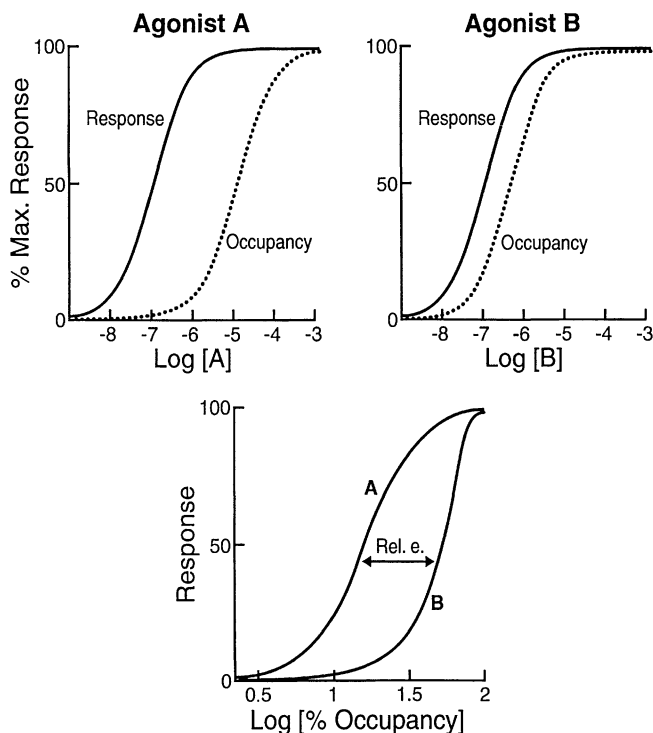 Agonist A
% Max. Response
100
50
0
Response
Occupancy
-8 -7 -6 -5 -4 -3
Log [A]
Agonist B
100
50
0
Response
Occupancy
-8 -7 -6 -5 -4 -3
Log [B]
Response
100
50
0
A
Rel. e.
B
0.5 1 1.5 2
Log [% Occupancy]